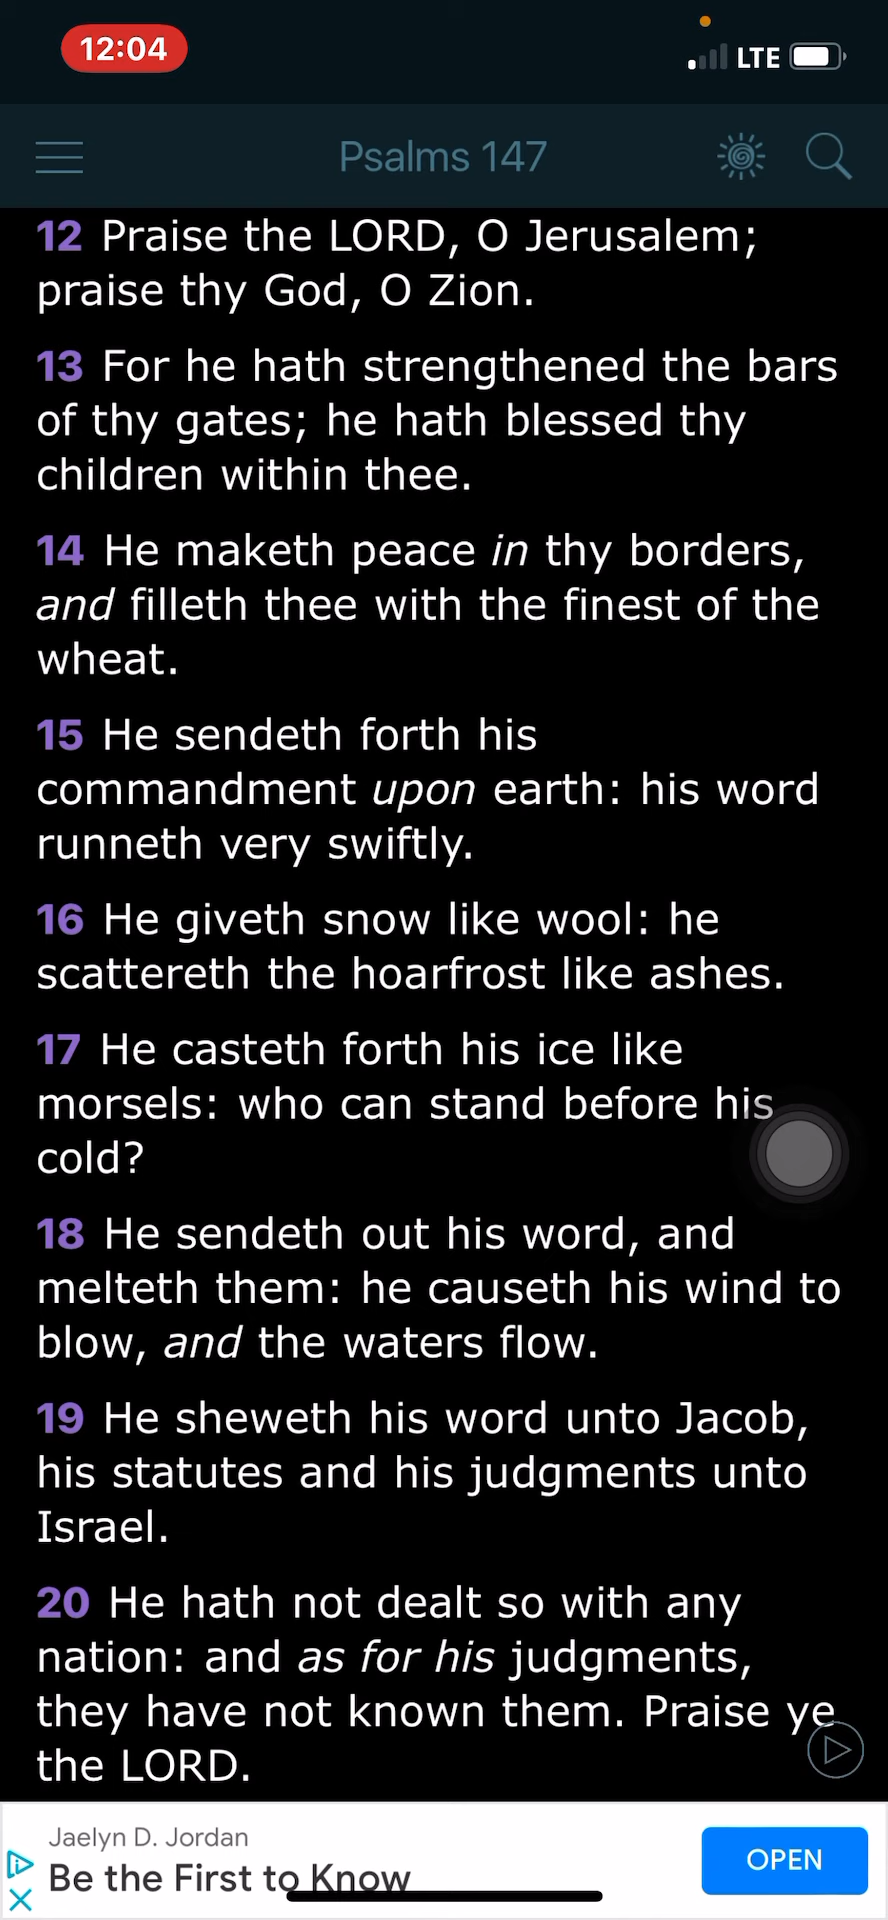 12:04
LTE
Psalms 147
12 Praise the LORD, O Jerusalem;
praise thy God, O Zion.
13 For he hath strengthened the bars
of thy gates; he hath blessed thy
children within thee.
14 He maketh peace in thy borders,
and filleth thee with the finest of the
wheat.
15 He sendeth forth his
commandment upon earth: his word
runneth very swiftly.
16 He giveth snow like wool: he
scattereth the hoarfrost like ashes.
17 He casteth forth his ice like
morsels: who can stand before his
cold?
18 He sendeth out his word, and
melteth them: he causeth his wind to
blow, and the waters flow.
19 He sheweth his word unto Jacob,
his statutes and his judgments unto
Israel.
20 He hath not dealt so with any
nation: and as for his judgments,
they have not known them. Praise ye
the LORD.
Jaelyn D. Jordan
Be the First to Know
OPEN